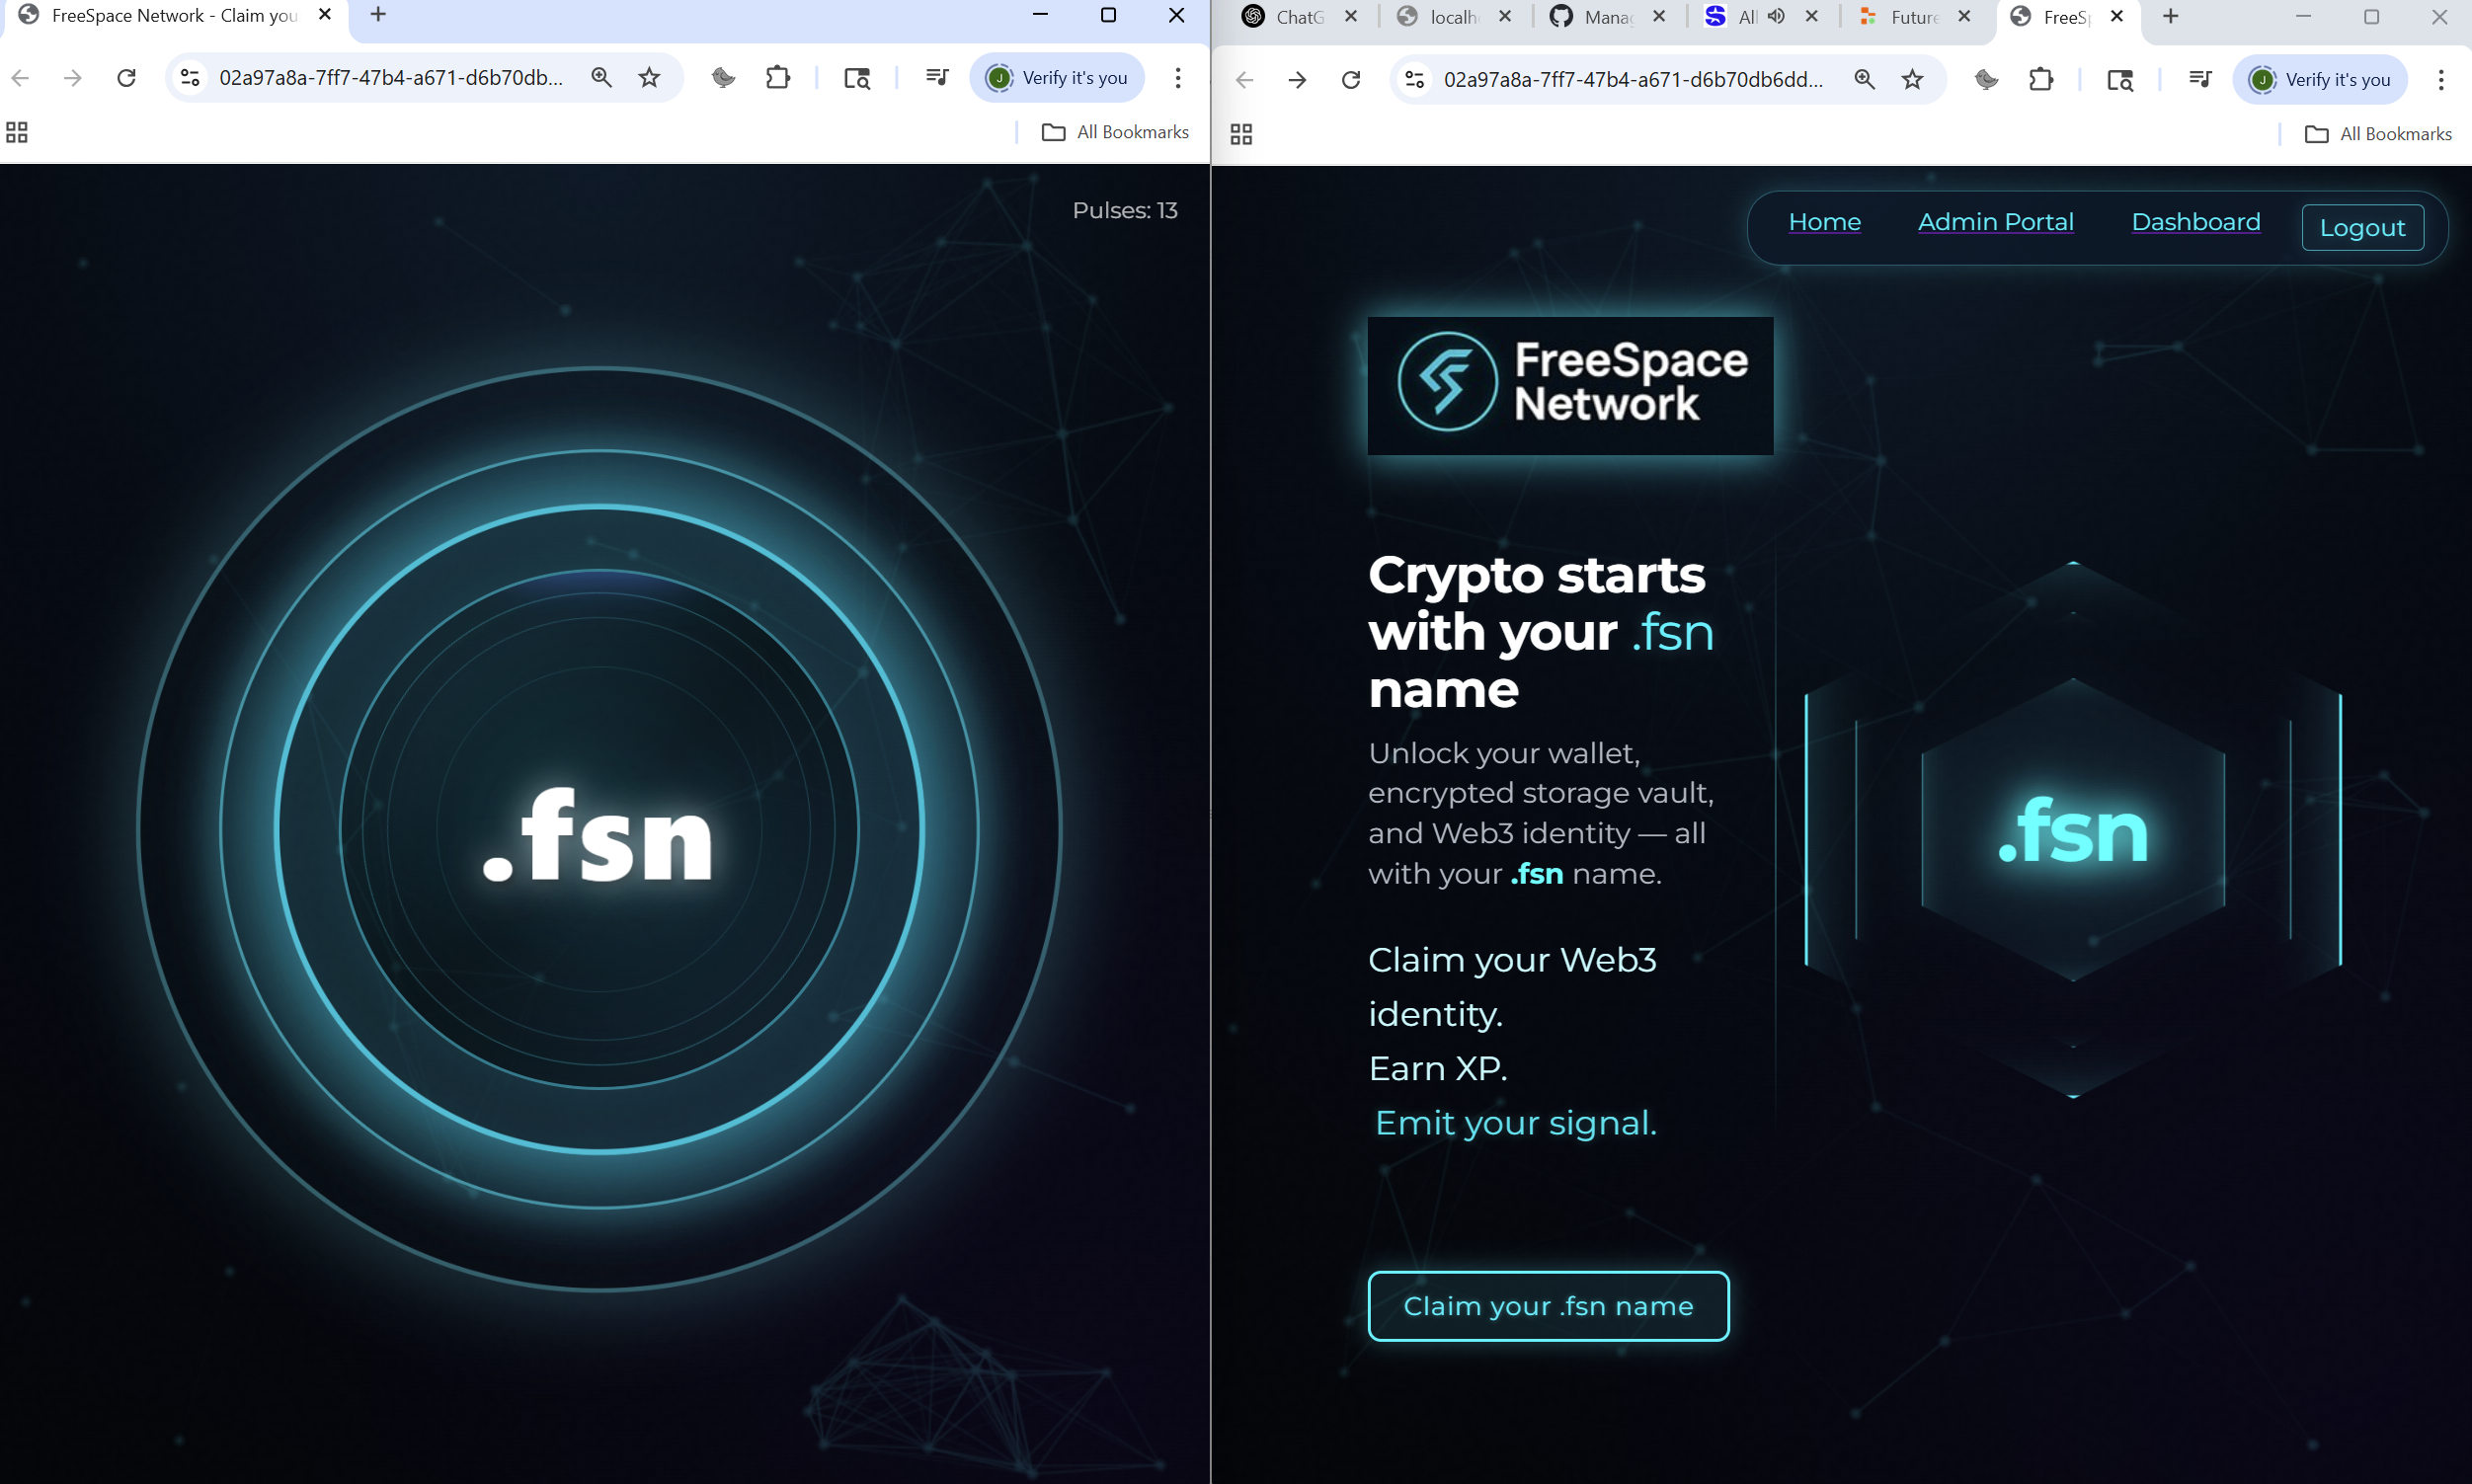 FreeSpace Network - Claim you
02a97a8a-7ff7-47b4-a671-d6b70db...
Verify it's you
All Bookmarks
Pulses: 13
.fsn
ChatG
localh
Manag
All
Future
FreeSp
02a97a8a-7ff7-47b4-a671-d6b70db6dd...
Verify it's you
All Bookmarks
Home
Admin Portal
Dashboard
Logout
FreeSpace
Network
Crypto starts
with your .fsn
name
Unlock your wallet,
encrypted storage vault,
and Web3 identity — all
with your .fsn name.
Claim your Web3
identity.
Earn XP.
Emit your signal.
Claim your .fsn name
.fsn